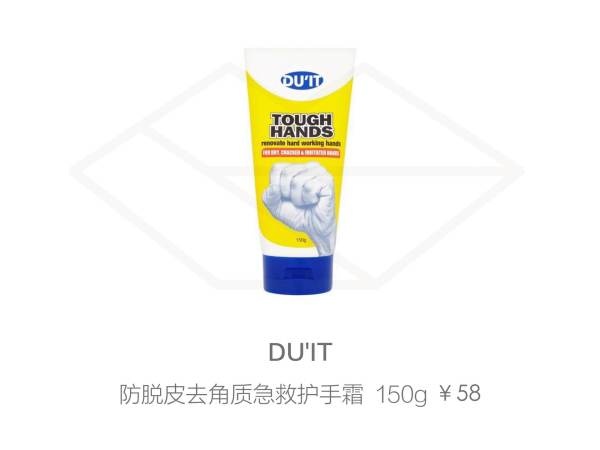 DU'IT
TOUGH
HANDS
renovate hard working hands
FOR DRY, CRACKED & IRRITATED HANDS
150g
DU'IT
防脱皮去角质急救护手霜 150g ￥58